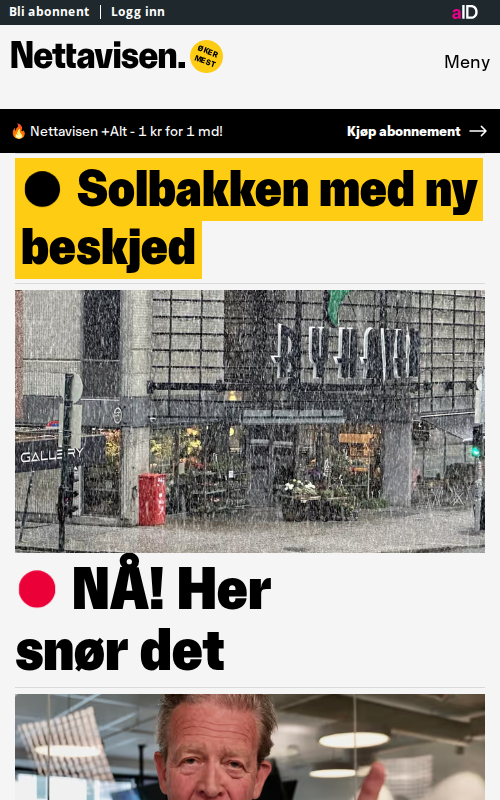 Bli abonnent
Logg inn
aID
Nettavisen.
ØKER
MEST
Meny
🔥 Nettavisen +Alt - 1 kr for 1 md!
Kjøp abonnement →
Solbakken med ny
beskjed
GALLERY
NÅ! Her
snør det